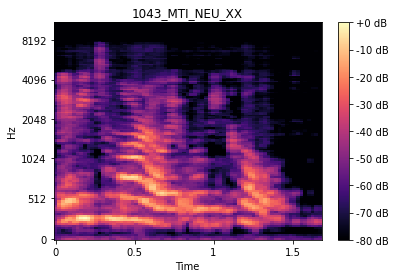 1043_MTI_NEU_XX
+0 dB
8192
-10 dB
4096
-20 dB
-30 dB
2048
Hz
-40 dB
1024
-50 dB
512
-60 dB
-70 dB
0
-80 dB
0
0.5
1
1.5
Time